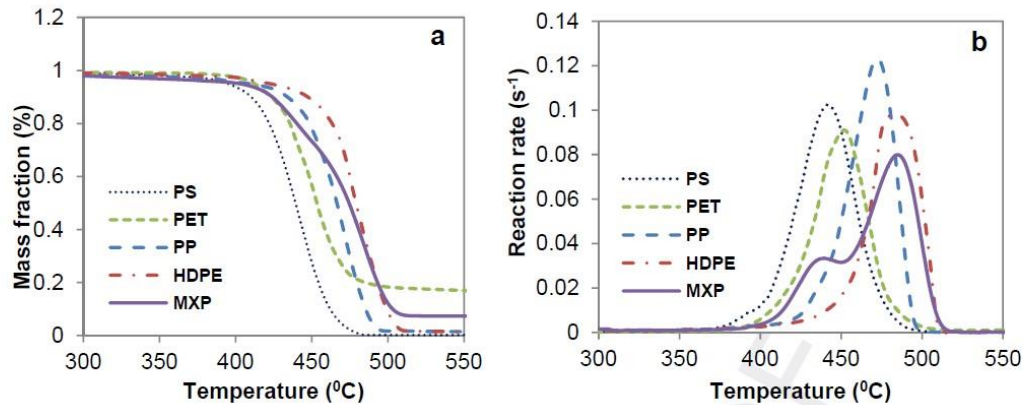 a
1.2
1
0.8
0.6
0.4
0.2
0
Mass fraction (%)
PS
PET
PP
HDPE
MXP
300 350 400 450 500 550
Temperature (⁰C)
b
0.14
0.12
0.1
0.08
0.06
0.04
0.02
0
Reaction rate (s⁻¹)
PS
PET
PP
HDPE
MXP
300 350 400 450 500 550
Temperature (⁰C)